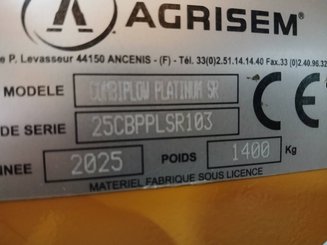 AGRISEM
e P. Levasseur 44150 ANCENIS - (F) - Tél. 33(0)2.51.14.14.40 Fax.33 (0)2.40.96.32
MODELE COMBIPLOW PLATINUM SR
DE SERIE 25CBPPLSR103 CE
NEE 2025 POIDS 1400 Kg
MATERIEL FABRIQUE SOUS LICENCE